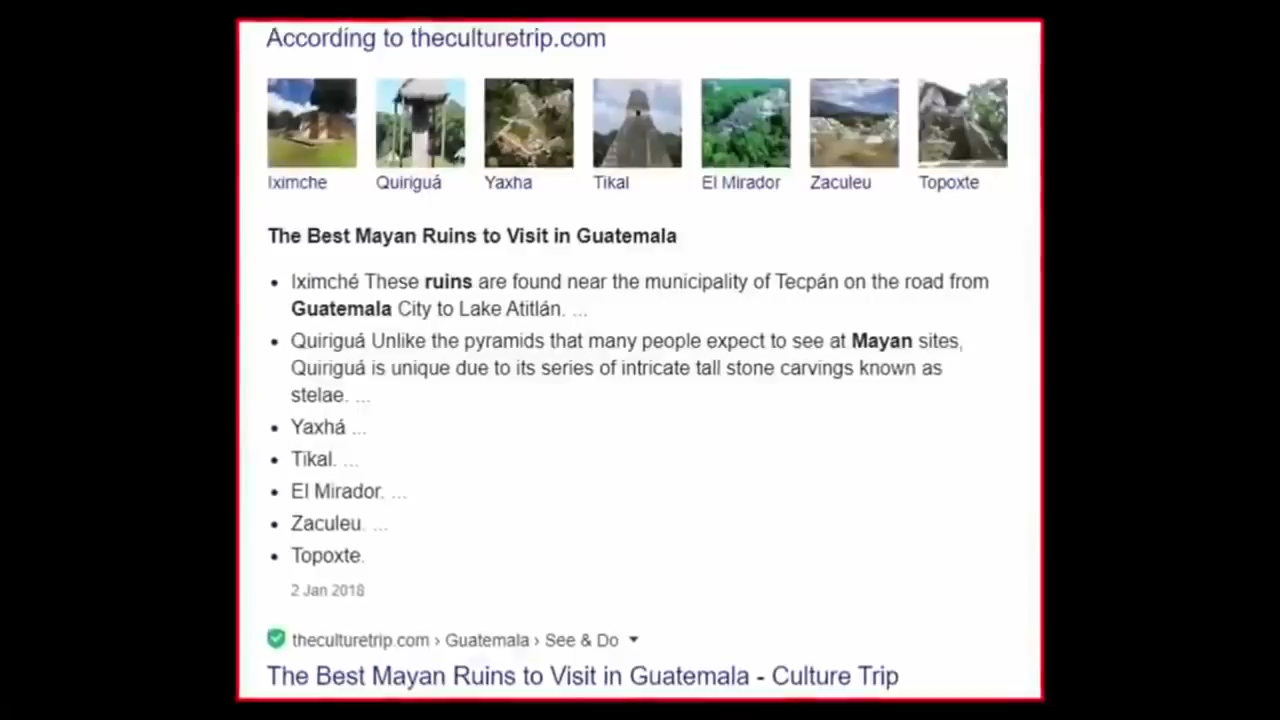 According to theculturetrip.com
Iximche Quiriguá Yaxha Tikal El Mirador Zaculeu Topoxte
The Best Mayan Ruins to Visit in Guatemala
• Iximché These ruins are found near the municipality of Tecpán on the road from
Guatemala City to Lake Atitlán. ...
• Quiriguá Unlike the pyramids that many people expect to see at Mayan sites,
Quiriguá is unique due to its series of intricate tall stone carvings known as
stelae. ...
• Yaxhá ...
• Tikal. ...
• El Mirador. ...
• Zaculeu. ...
• Topoxte.
2 Jan 2018
theculturetrip.com › Guatemala › See & Do
The Best Mayan Ruins to Visit in Guatemala - Culture Trip